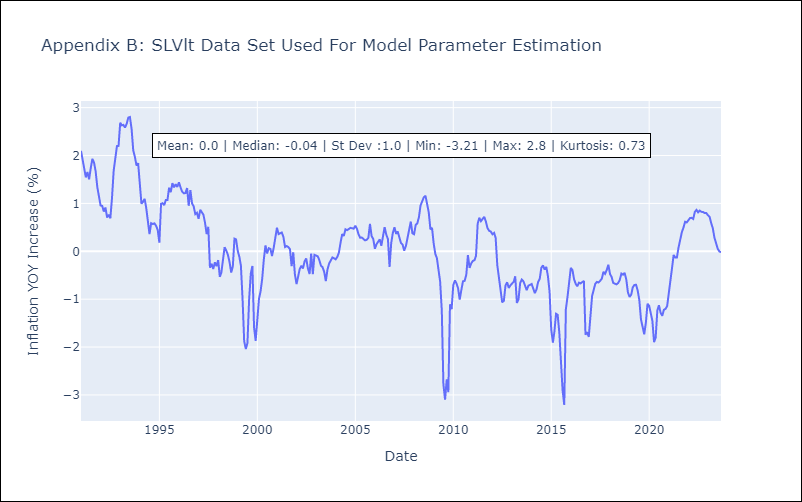 Appendix B: SLVlt Data Set Used For Model Parameter Estimation
Mean: 0.0 | Median: -0.04 | St Dev :1.0 | Min: -3.21 | Max: 2.8 | Kurtosis: 0.73
Inflation YOY Increase (%)
3
2
1
0
−1
−2
−3
1995 2000 2005 2010 2015 2020
Date